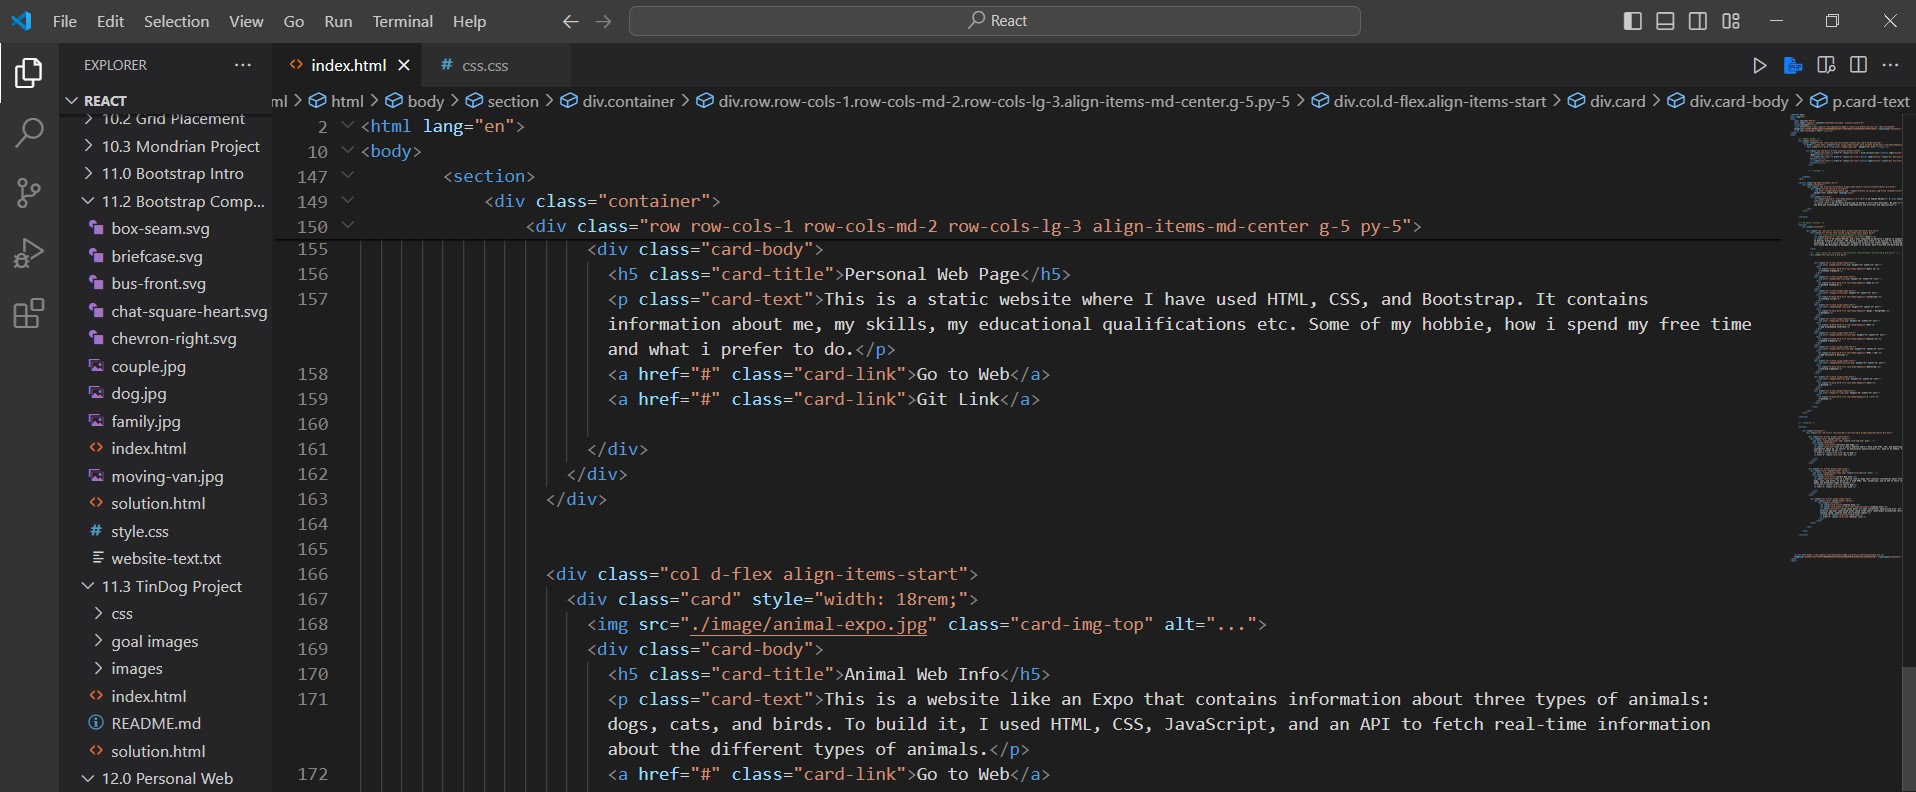 File Edit Selection View Go Run Terminal Help
React
EXPLORER
index.html
# css.css
REACT
ml > html > body > section > div.container > div.row.row-cols-1.row-cols-md-2.row-cols-lg-3.align-items-md-center.g-5.py-5 > div.col.d-flex.align-items-start > div.card > div.card-body > p.card-text
10.2 Grid Placement
10.3 Mondrian Project
11.0 Bootstrap Intro
11.2 Bootstrap Comp...
box-seam.svg
briefcase.svg
bus-front.svg
chat-square-heart.svg
chevron-right.svg
couple.jpg
dog.jpg
family.jpg
index.html
moving-van.jpg
solution.html
# style.css
website-text.txt
11.3 TinDog Project
css
goal images
images
index.html
README.md
solution.html
12.0 Personal Web
2 <html lang="en">
10 <body>
147 <section>
149 <div class="container">
150 <div class="row row-cols-1 row-cols-md-2 row-cols-lg-3 align-items-md-center g-5 py-5">
155 <div class="card-body">
156 <h5 class="card-title">Personal Web Page</h5>
157 <p class="card-text">This is a static website where I have used HTML, CSS, and Bootstrap. It contains
information about me, my skills, my educational qualifications etc. Some of my hobbie, how i spend my free time
and what i prefer to do.</p>
158 <a href="#" class="card-link">Go to Web</a>
159 <a href="#" class="card-link">Git Link</a>
160
161 </div>
162 </div>
163 </div>
164
165
166 <div class="col d-flex align-items-start">
167 <div class="card" style="width: 18rem;">
168 <img src="./image/animal-expo.jpg" class="card-img-top" alt="...">
169 <div class="card-body">
170 <h5 class="card-title">Animal Web Info</h5>
171 <p class="card-text">This is a website like an Expo that contains information about three types of animals:
dogs, cats, and birds. To build it, I used HTML, CSS, JavaScript, and an API to fetch real-time information
about the different types of animals.</p>
172 <a href="#" class="card-link">Go to Web</a>